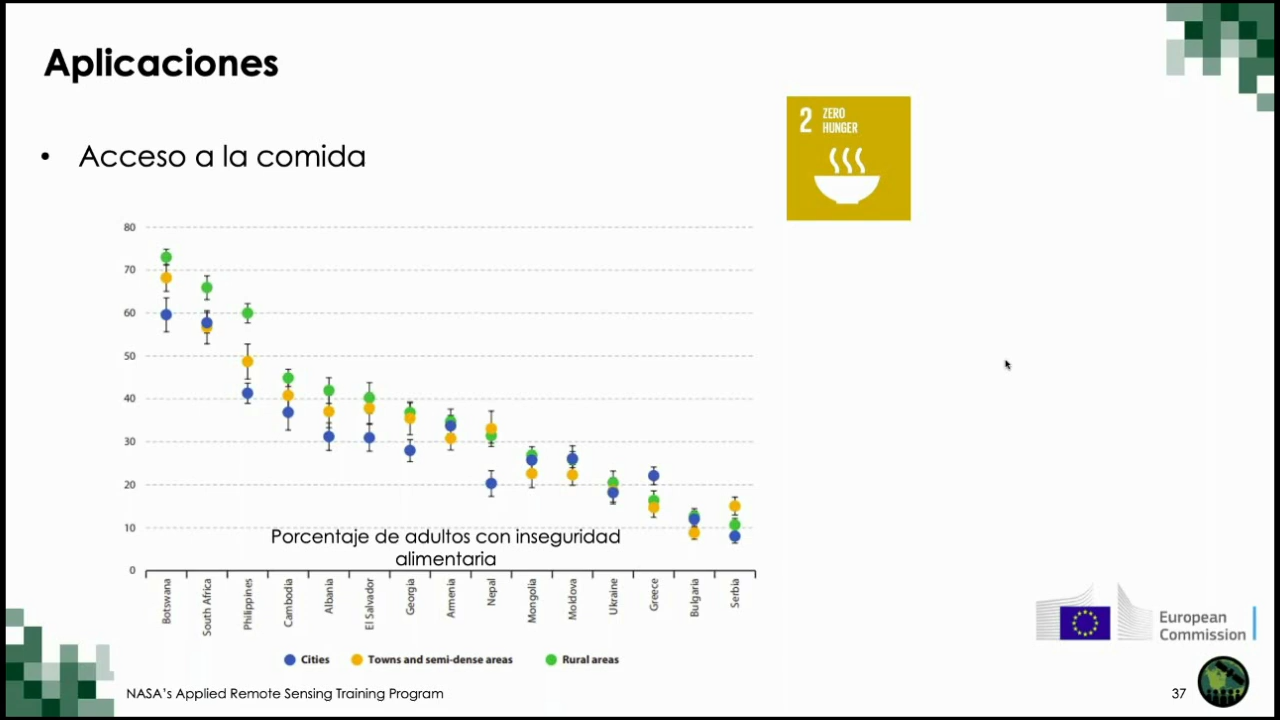 Aplicaciones
• Acceso a la comida
2 ZERO
HUNGER
80
70
60
50
40
30
20
10
0
Porcentaje de adultos con inseguridad
alimentaria
Botswana
South Africa
Philippines
Cambodia
Albania
El Salvador
Georgia
Armenia
Nepal
Mongolia
Moldova
Ukraine
Greece
Bulgaria
Serbia
Cities
Towns and semi-dense areas
Rural areas
European
Commission
NASA's Applied Remote Sensing Training Program
37